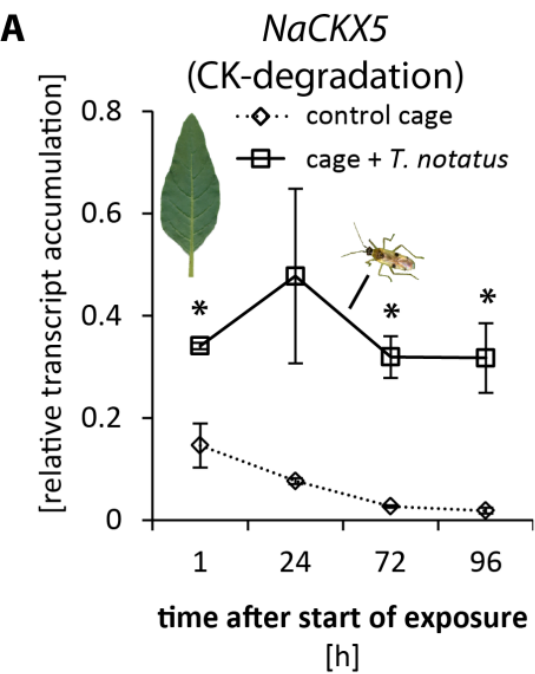 A
NaCKX5
(CK-degradation)
[relative transcript accumulation]
0.8
0.6
0.4
0.2
0
control cage
cage + T. notatus
*
*
*
1 24 72 96
time after start of exposure
[h]